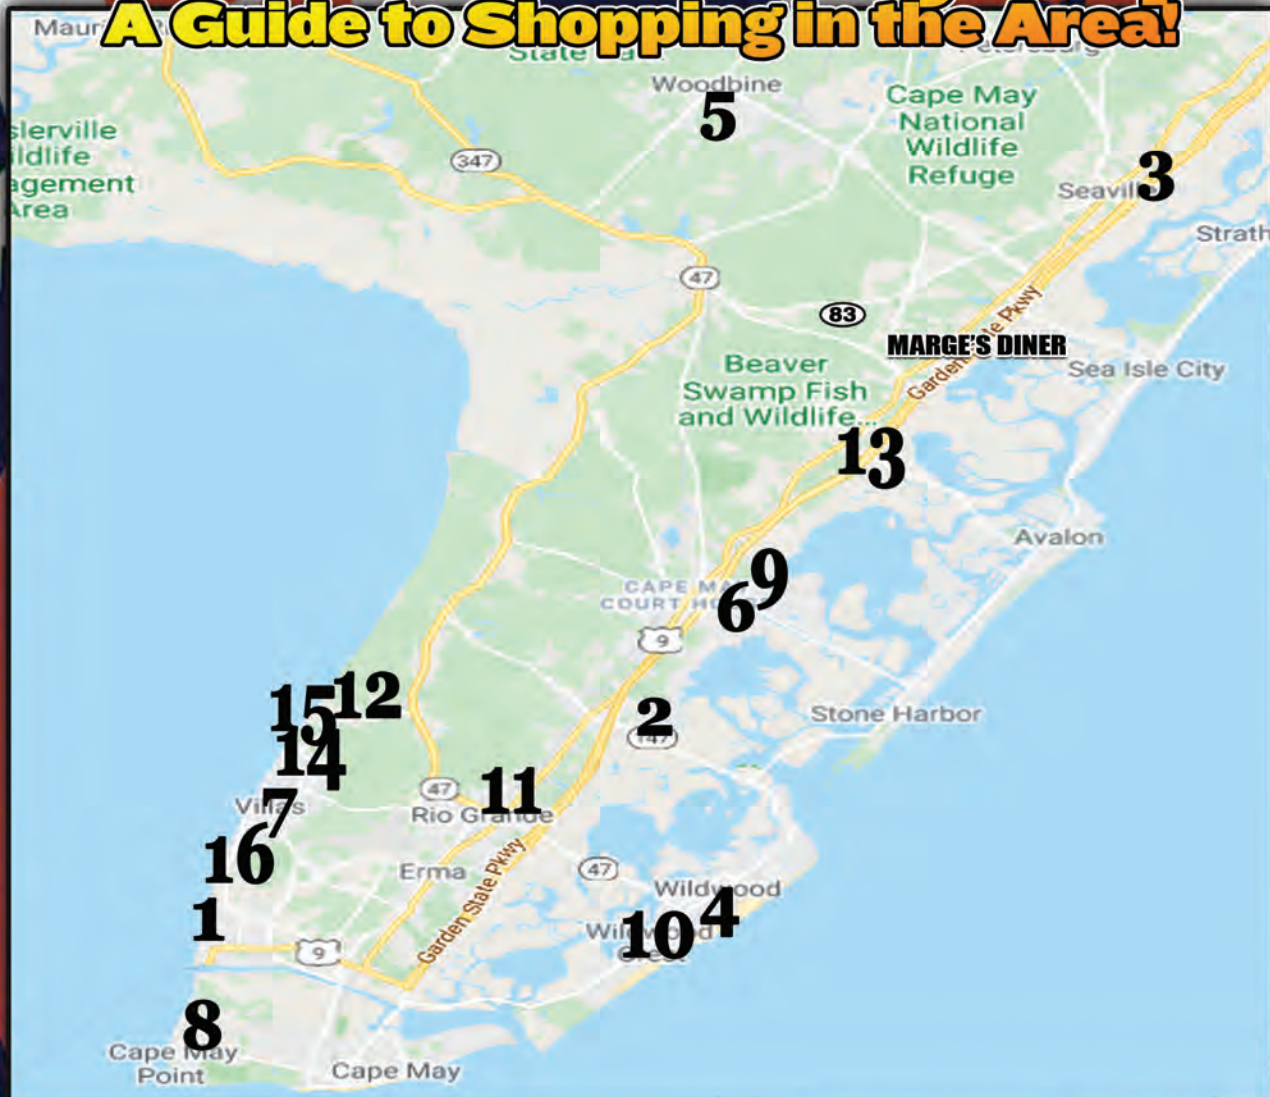 A Guide to Shopping in the Area!
Woodbine
5
Cape May
National
Wildlife
Refuge
347
3
Area
47
83
MARGE'S DINER
Garden State Pkwy
Beaver
Swamp Fish
and Wildlife...
Sea Isle City
13
Avalon
9
6
9
12
15
14
2
147
Stone Harbor
47
11
Rio Grande
7
16
Erma
47
Wildwood
4
10
1
9
Garden State Pkwy
8
Cape May
Point
Cape May